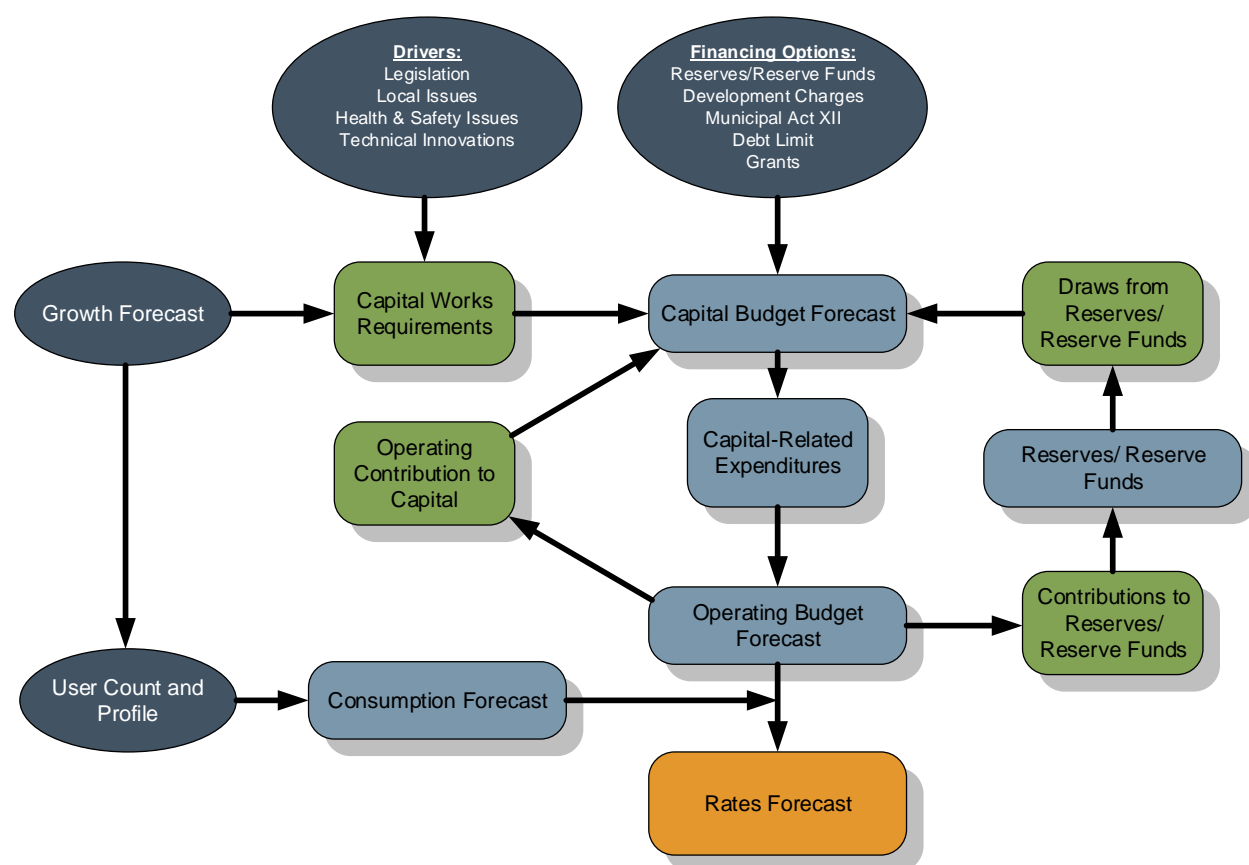 Drivers:
Legislation
Local Issues
Health & Safety Issues
Technical Innovations
Financing Options:
Reserves/Reserve Funds
Development Charges
Municipal Act XII
Debt Limit
Grants
Growth Forecast
Capital Works
Requirements
Capital Budget Forecast
Draws from
Reserves/
Reserve Funds
Operating
Contribution to
Capital
Capital-Related
Expenditures
Reserves/ Reserve
Funds
Operating Budget
Forecast
Contributions to
Reserves/
Reserve Funds
User Count and
Profile
Consumption Forecast
Rates Forecast